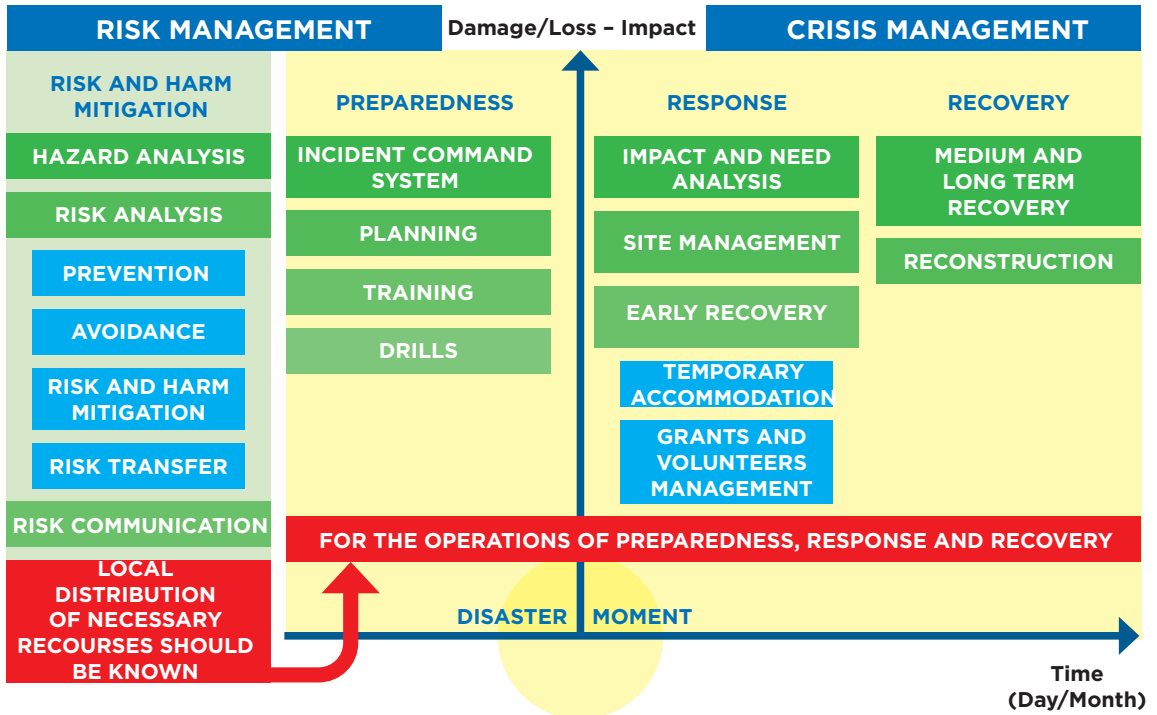 RISK MANAGEMENT
Damage/Loss – Impact
CRISIS MANAGEMENT
RISK AND HARM
MITIGATION
HAZARD ANALYSIS
RISK ANALYSIS
PREVENTION
AVOIDANCE
RISK AND HARM
MITIGATION
RISK TRANSFER
RISK COMMUNICATION
LOCAL
DISTRIBUTION
OF NECESSARY
RECOURSES SHOULD
BE KNOWN
PREPAREDNESS
INCIDENT COMMAND
SYSTEM
PLANNING
TRAINING
DRILLS
RESPONSE
IMPACT AND NEED
ANALYSIS
SITE MANAGEMENT
EARLY RECOVERY
TEMPORARY
ACCOMMODATION
GRANTS AND
VOLUNTEERS
MANAGEMENT
RECOVERY
MEDIUM AND
LONG TERM
RECOVERY
RECONSTRUCTION
FOR THE OPERATIONS OF PREPAREDNESS, RESPONSE AND RECOVERY
DISASTER MOMENT
Time
(Day/Month)